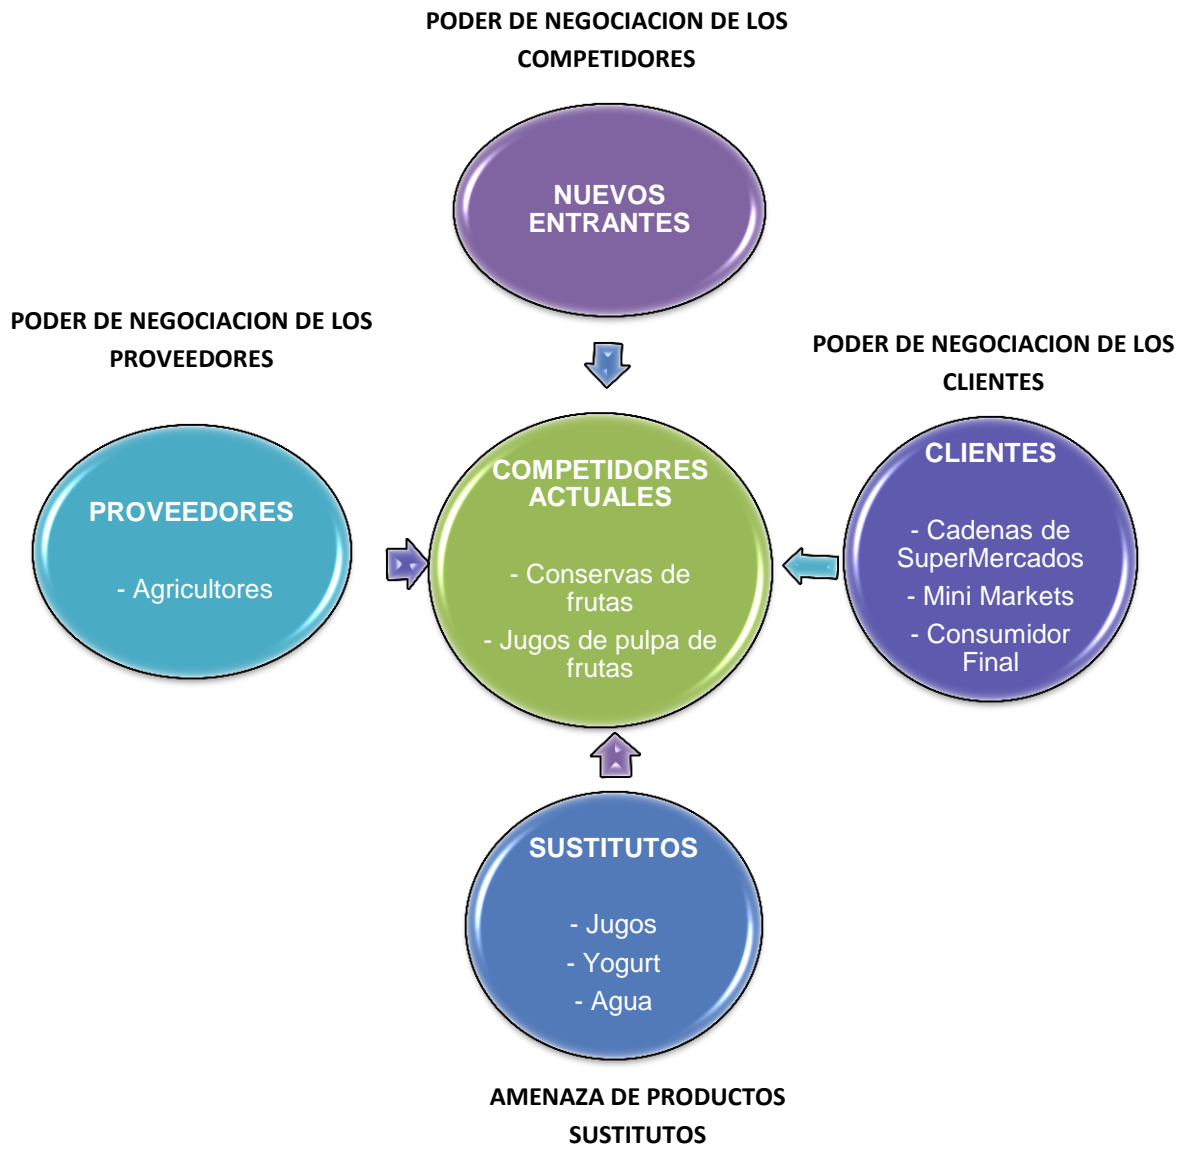 PODER DE NEGOCIACION DE LOS
COMPETIDORES
NUEVOS
ENTRANTES
PODER DE NEGOCIACION DE LOS
PROVEEDORES
PROVEEDORES
- Agricultores
COMPETIDORES
ACTUALES
- Conservas de
frutas
- Jugos de pulpa de
frutas
PODER DE NEGOCIACION DE LOS
CLIENTES
CLIENTES
- Cadenas de
SuperMercados
- Mini Markets
- Consumidor
Final
SUSTITUTOS
- Jugos
- Yogurt
- Agua
AMENAZA DE PRODUCTOS
SUSTITUTOS